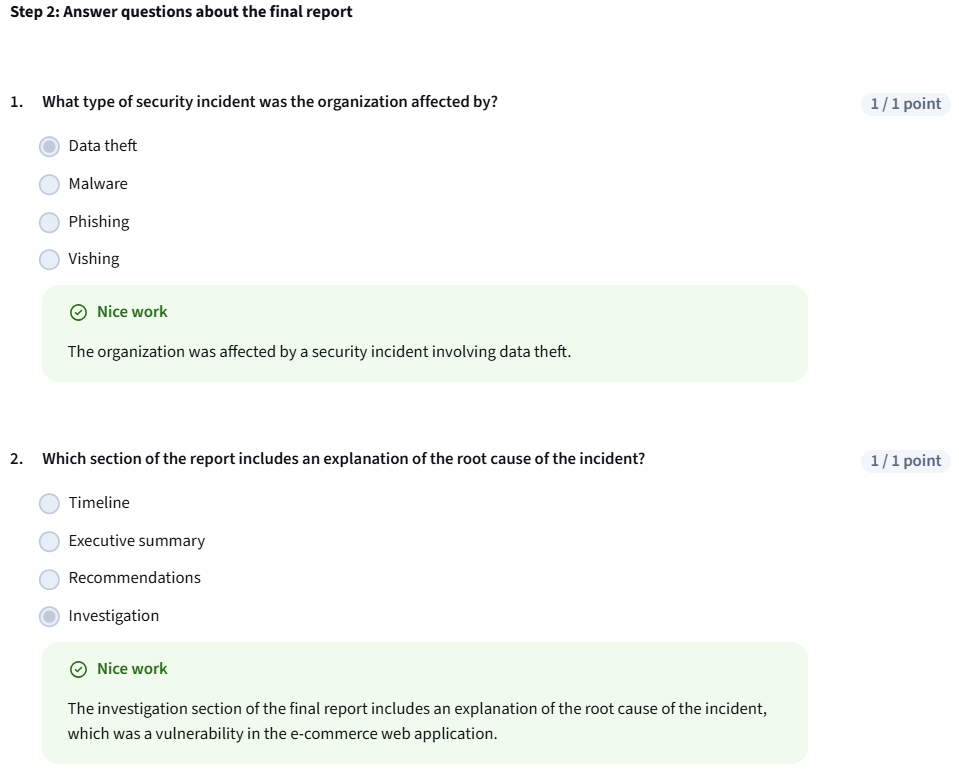 Step 2: Answer questions about the final report
1. What type of security incident was the organization affected by?
1 / 1 point
Data theft
Malware
Phishing
Vishing
Nice work
The organization was affected by a security incident involving data theft.
2. Which section of the report includes an explanation of the root cause of the incident?
1 / 1 point
Timeline
Executive summary
Recommendations
Investigation
Nice work
The investigation section of the final report includes an explanation of the root cause of the incident,
which was a vulnerability in the e-commerce web application.